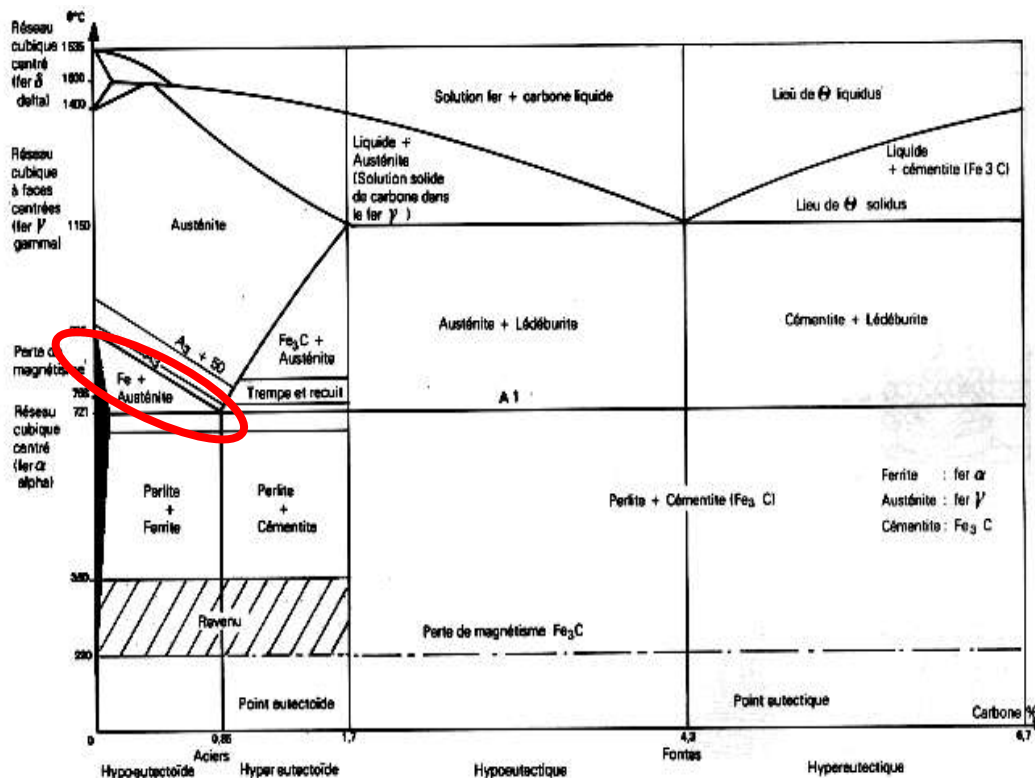 Réseau
cubique
centré
(fer δ
delta)
θ°C
1535
1500
1400
Réseau
cubique
à faces
centrées
(fer γ
gamma)
1150
Perte de
magnétisme
721
Réseau
cubique
centré
(fer α
alpha)
Solution fer + carbone liquide
Lieu de Θ liquidus
Liquide +
Austénite
(Solution solide
de carbone dans
le fer γ)
Liquide
+ cémentite (Fe 3 C)
Lieu de Θ solidus
Austénite
A3 + 50
Fe3C +
Austénite
Austénite + Lédéburite
Cémentite + Lédéburite
Fe +
Austénite
Trempe et recuit
A 1
Perlite
+
Ferrite
Perlite
+
Cémentite
Perlite + Cémentite (Fe3 C)
Ferrite : fer α
Austénite : fer γ
Cémentite : Fe3 C
Revenu
Perte de magnétisme Fe3C
Point eutectoïde
Point eutectique
Carbone %
0
0,85
1,7
4,3
6,7
Aciers
Fontes
Hypoeutectoïde
Hyper eutectoïde
Hypoeutectique
Hypereutectique